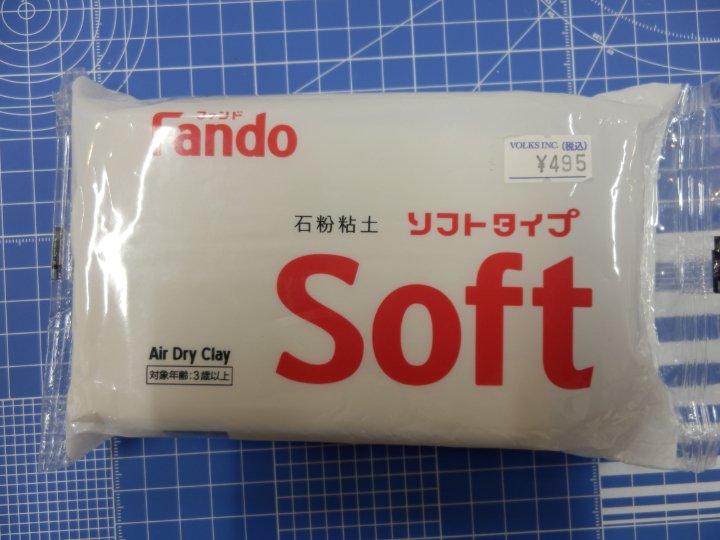 ファンド
Fando
VOLKS INC. (税込)
¥495
石粉粘土 ソフトタイプ
Soft
Air Dry Clay
対象年齢:3歳以上